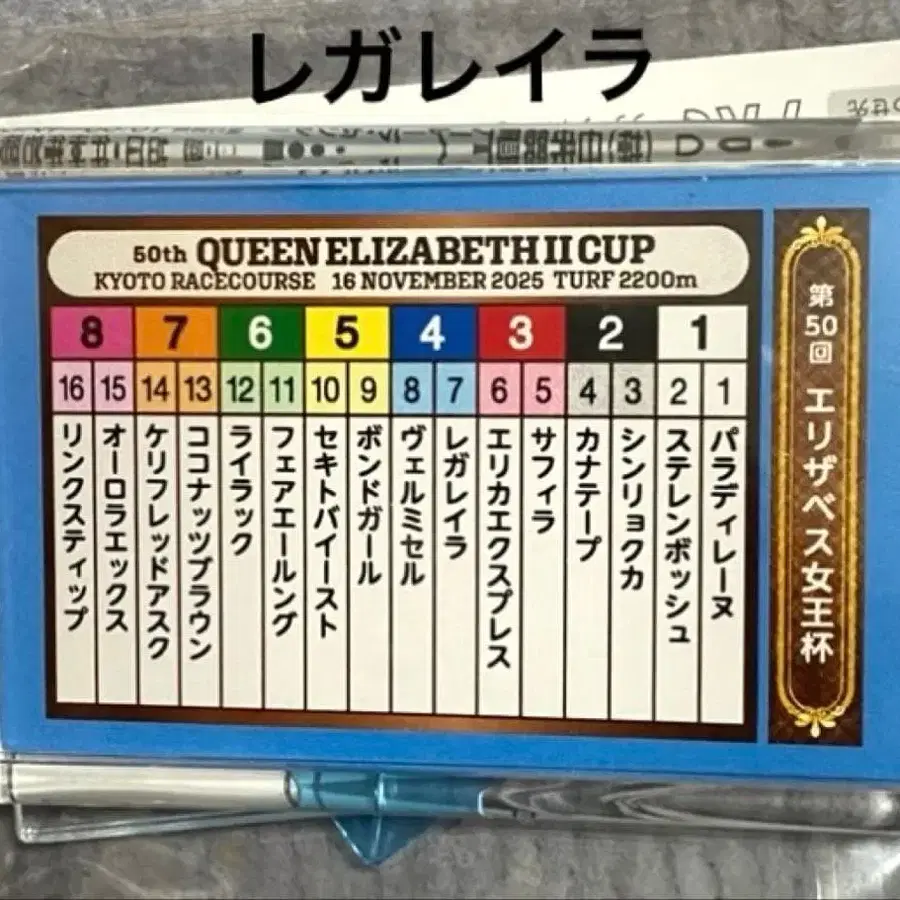 レガレイラ
50th QUEEN ELIZABETH II CUP
KYOTO RACECOURSE 16 NOVEMBER 2025 TURF 2200m
8 7 6 5 4 3 2 1
16 15 14 13 12 11 10 9 8 7 6 5 4 3 2 1
パラディレーヌ
ステレンボッシュ
シンリョクカ
カナテープ
サフィラ
エリカエクスプレス
レガレイラ
ヴェルミセル
ボンドガール
セキトバイースト
フェアエールング
ライラック
ココナッツブラウン
ケリフレッドアスク
オーロラエックス
リンクスティップ
第50回 エリザベス女王杯